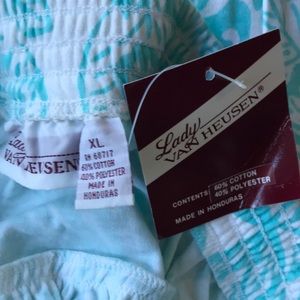 Lady
VAN HEUSEN®
CONTENTS: 60% COTTON
40% POLYESTER
MADE IN HONDURAS
VAN HEUSEN®
XL
RN 68717
60% COTTON
40% POLYESTER
MADE IN
HONDURAS